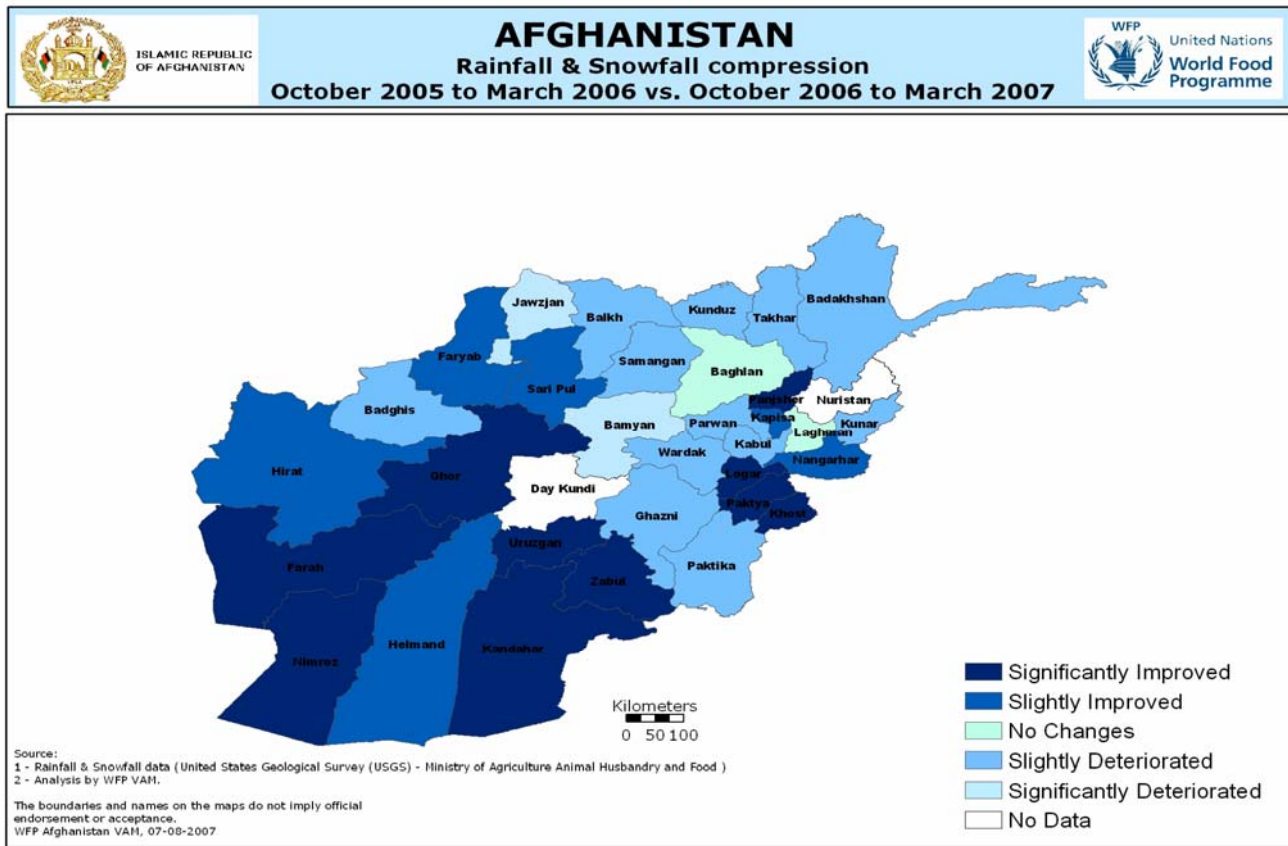 ISLAMIC REPUBLIC
OF AFGHANISTAN
AFGHANISTAN
Rainfall & Snowfall compression
October 2005 to March 2006 vs. October 2006 to March 2007
WFP
United Nations
World Food
Programme
Badakhshan
Jawzjan
Kunduz
Takhar
Balkh
Faryab
Samangan
Baghlan
Sari Pul
Panjsher
Nuristan
Badghis
Kapisa
Parwan
Kunar
Bamyan
Laghman
Kabul
Wardak
Nangarhar
Hirat
Ghor
Logar
Day Kundi
Paktya
Khost
Ghazni
Uruzgan
Paktika
Farah
Zabul
Helmand
Kandahar
Nimroz
Significantly Improved
Slightly Improved
No Changes
Slightly Deteriorated
Significantly Deteriorated
No Data
Kilometers
0 50 100
Source:
1 - Rainfall & Snowfall data ( United States Geological Survey (USGS) - Ministry of Agriculture Animal Husbandry and Food )
2 - Analysis by WFP VAM.
The boundaries and names on the maps do not imply official
endorsement or acceptance.
WFP Afghanistan VAM, 07-08-2007